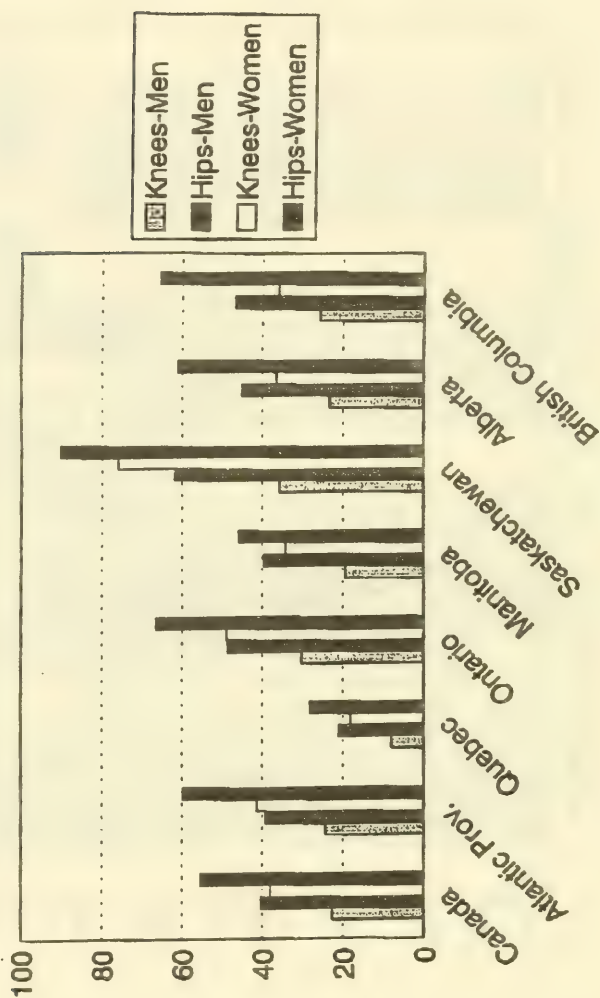 Knees-Men
Hips-Men
Knees-Women
Hips-Women
100
80
60
40
20
0
Canada
Atlantic Prov.
Quebec
Ontario
Manitoba
Saskatchewan
Alberta
British Columbia